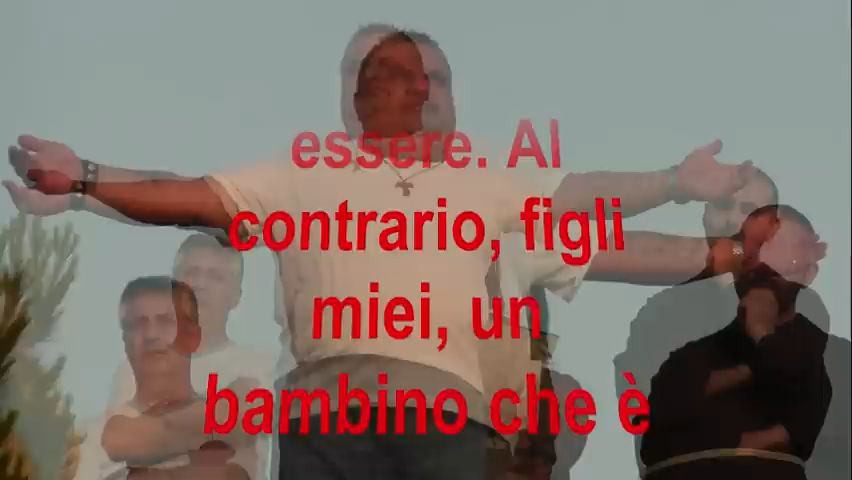 essere. Al
contrario, figli
miei, un
bambino che è